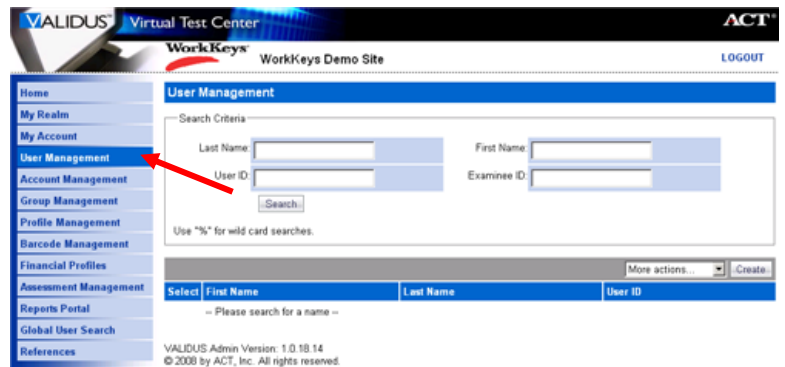 VALIDUS® Virtual Test Center
ACT®
WorkKeys®
WorkKeys Demo Site
LOGOUT
Home
My Realm
My Account
User Management
Account Management
Group Management
Profile Management
Barcode Management
Financial Profiles
Assessment Management
Reports Portal
Global User Search
References
User Management
Search Criteria
Last Name:
First Name:
User ID:
Examinee ID:
Search
Use "%" for wild card searches.
More actions...
Create
Select First Name Last Name User ID
-- Please search for a name --
VALIDUS Admin Version: 1.0.18.14
© 2008 by ACT, Inc. All rights reserved.